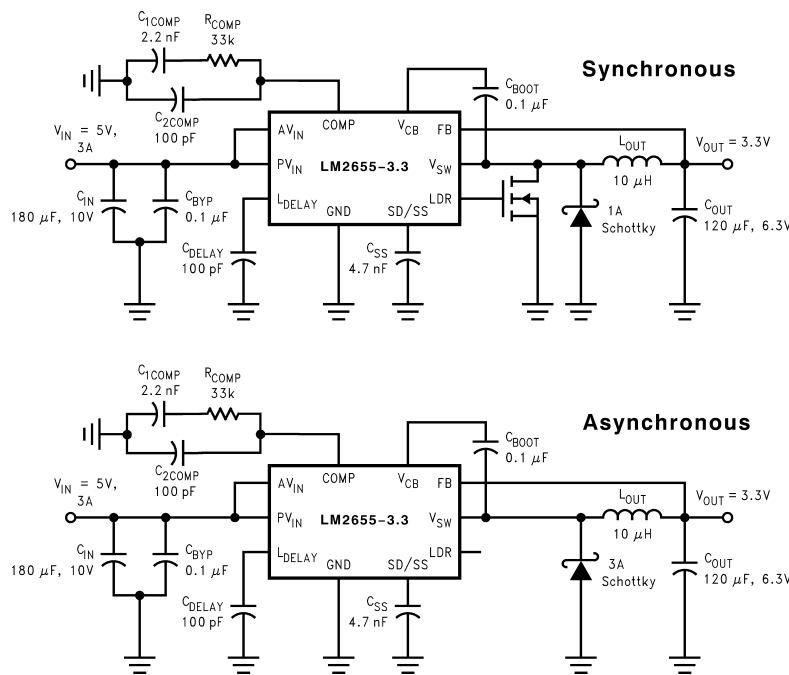 C1COMP
2.2 nF
RCOMP
33k
C2COMP
100 pF
VIN = 5V,
3A
CIN
180 μF, 10V
CBYP
0.1 μF
CDELAY
100 pF
AVIN
PVIN
LDELAY
COMP
VCB
FB
LM2655-3.3
VSW
LDR
GND
SD/SS
CSS
4.7 nF
CBOOT
0.1 μF
Synchronous
LOUT
10 μH
VOUT = 3.3V
1A
Schottky
COUT
120 μF, 6.3V
C1COMP
2.2 nF
RCOMP
33k
C2COMP
100 pF
VIN = 5V,
3A
CIN
180 μF, 10V
CBYP
0.1 μF
CDELAY
100 pF
AVIN
PVIN
LDELAY
COMP
VCB
FB
LM2655-3.3
VSW
LDR
GND
SD/SS
CSS
4.7 nF
CBOOT
0.1 μF
Asynchronous
LOUT
10 μH
VOUT = 3.3V
3A
Schottky
COUT
120 μF, 6.3V